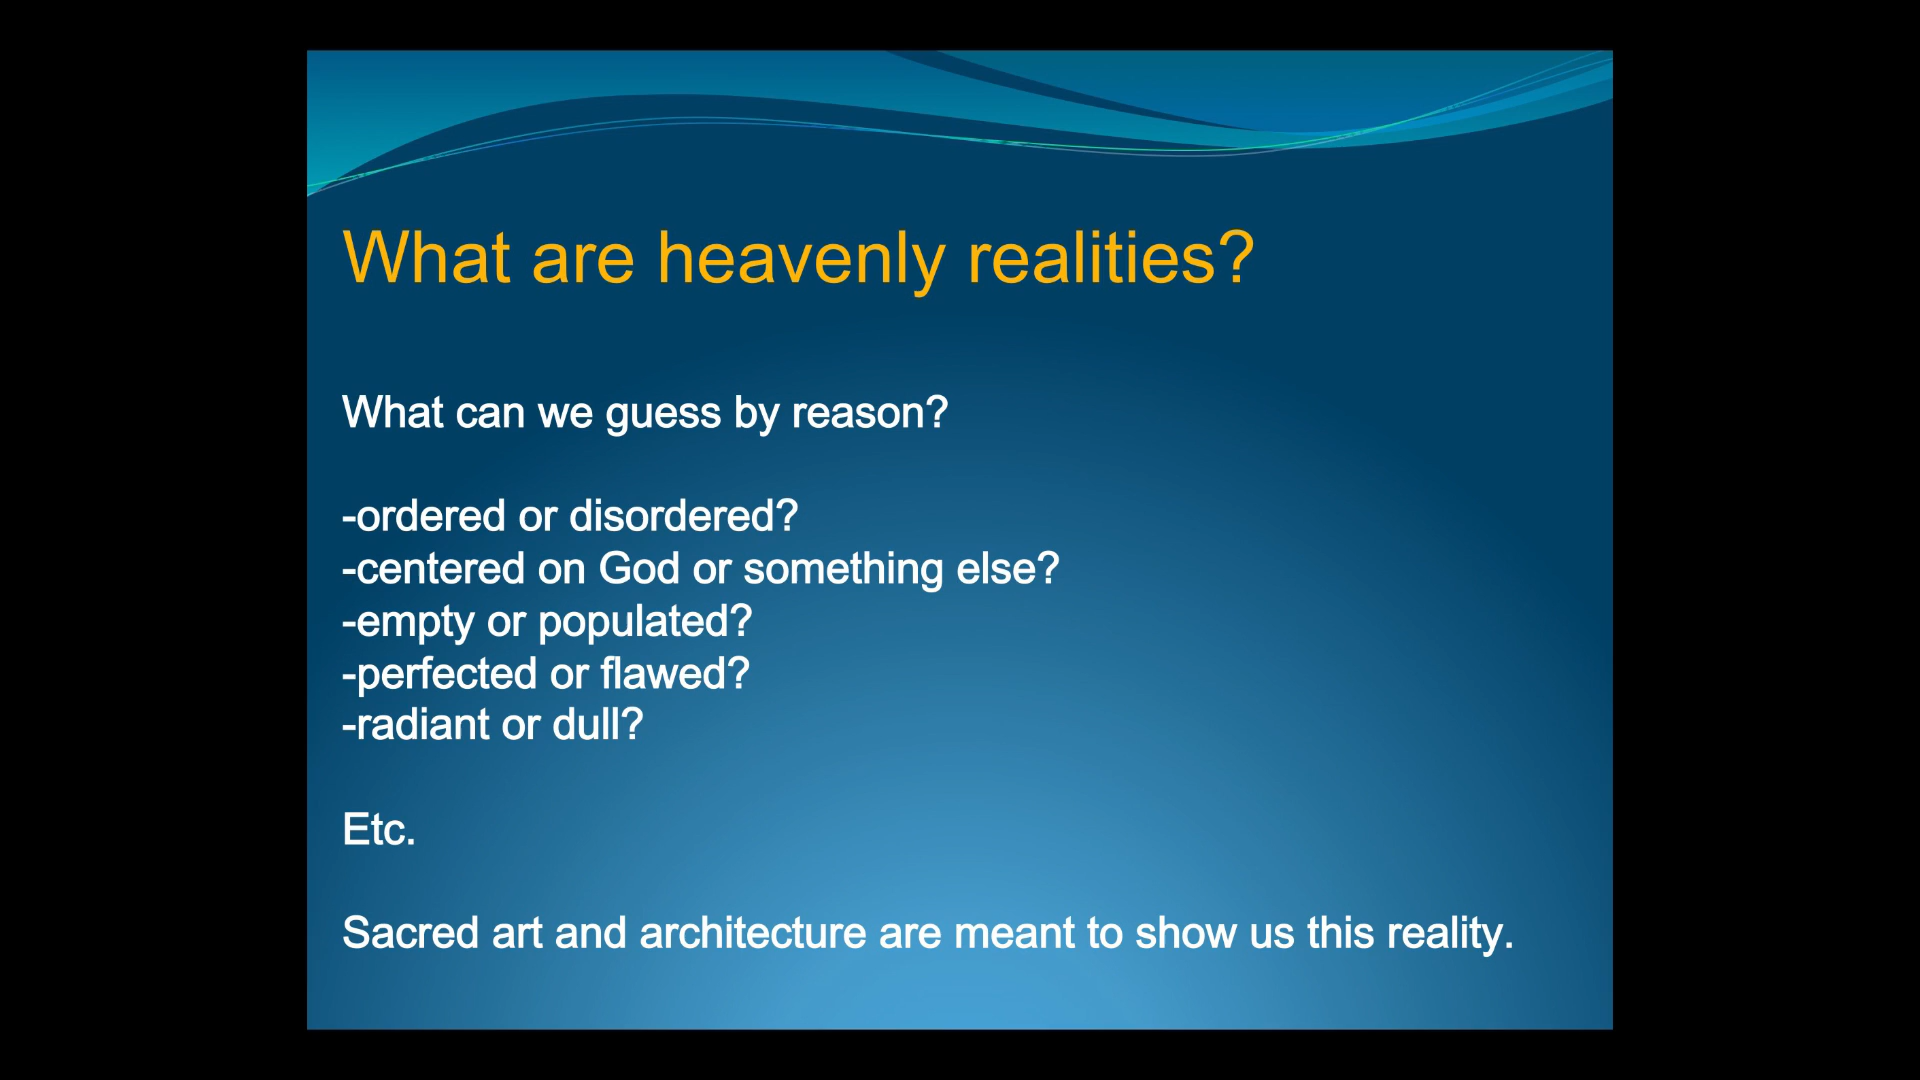 What are heavenly realities?
What can we guess by reason?
-ordered or disordered?
-centered on God or something else?
-empty or populated?
-perfected or flawed?
-radiant or dull?
Etc.
Sacred art and architecture are meant to show us this reality.